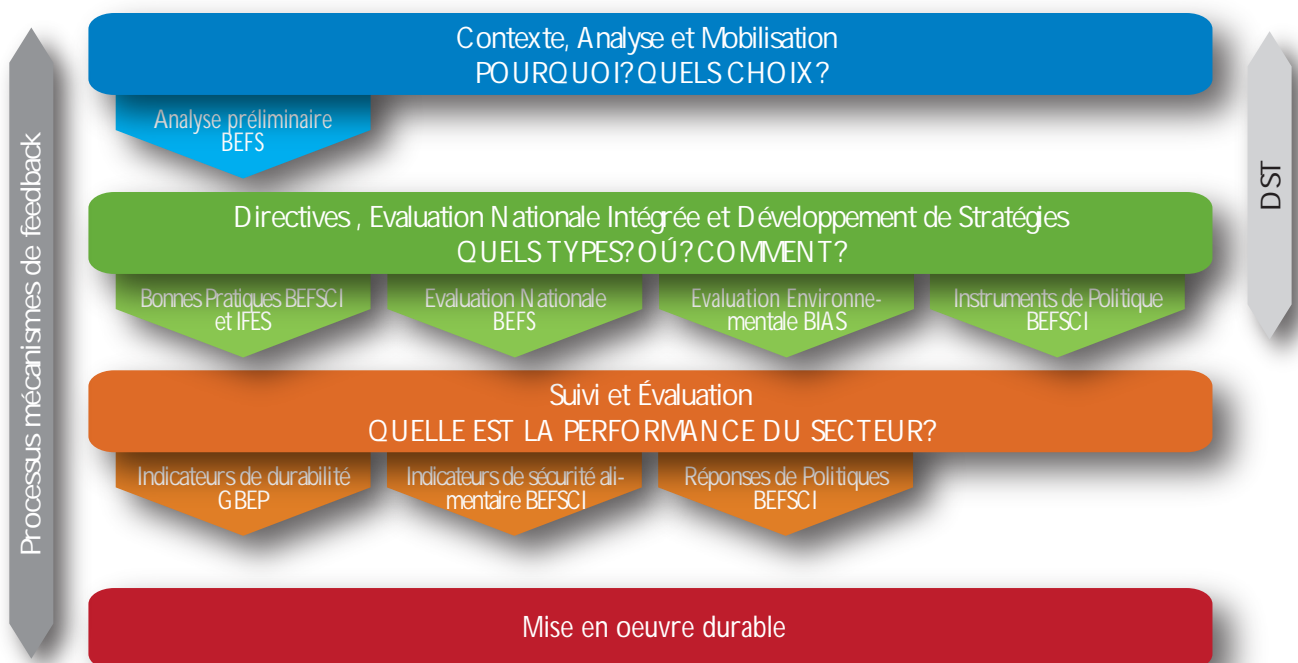 Contexte, Analyse et Mobilisation
POURQUOI? QUELS CHOIX?
Analyse préliminaire
BEFS
Processus mécanismes de feedback
DST
Directives , Evaluation Nationale Intégrée et Développement de Stratégies
QUELS TYPES? OÚ? COMMENT?
Bonnes Pratiques BEFSCI
et IFES
Evaluation Nationale
BEFS
Evaluation Environne-
mentale BIAS
Instruments de Politique
BEFSCI
Suivi et Évaluation
QUELLE EST LA PERFORMANCE DU SECTEUR?
Indicateurs de durabilité
GBEP
Indicateurs de sécurité ali-
mentaire BEFSCI
Réponses de Politiques
BEFSCI
Mise en oeuvre durable